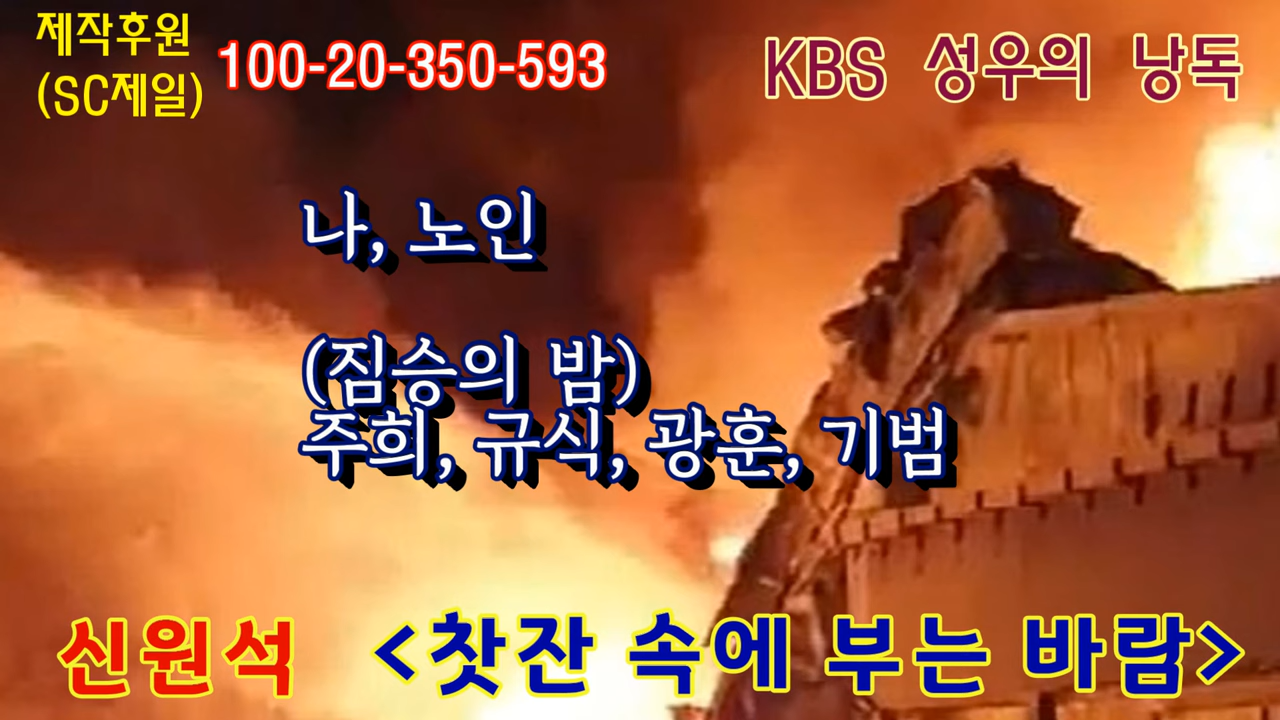 제작후원
(SC제일)
100-20-350-593
KBS 성우의 낭독
나, 노인
(짐승의 밤)
주희, 규식, 광훈, 기범
신원석 <찻잔 속에 부는 바람>